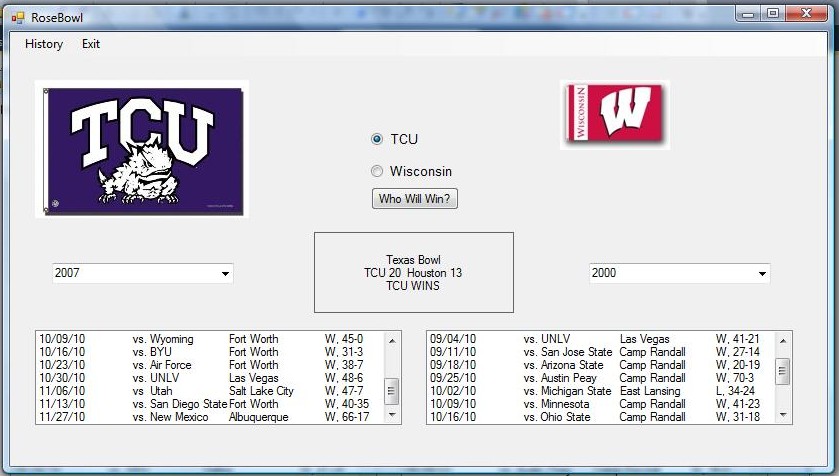 RoseBowl
History Exit
TCU
WISCONSIN
W
TCU
Wisconsin
Who Will Win?
Texas Bowl
TCU 20 Houston 13
TCU WINS
2007
2000
10/09/10 vs. Wyoming Fort Worth W, 45-0
10/16/10 vs. BYU Fort Worth W, 31-3
10/23/10 vs. Air Force Fort Worth W, 38-7
10/30/10 vs. UNLV Las Vegas W, 48-6
11/06/10 vs. Utah Salt Lake City W, 47-7
11/13/10 vs. San Diego State Fort Worth W, 40-35
11/27/10 vs. New Mexico Albuquerque W, 66-17
09/04/10 vs. UNLV Las Vegas W, 41-21
09/11/10 vs. San Jose State Camp Randall W, 27-14
09/18/10 vs. Arizona State Camp Randall W, 20-19
09/25/10 vs. Austin Peay Camp Randall W, 70-3
10/02/10 vs. Michigan State East Lansing L, 34-24
10/09/10 vs. Minnesota Camp Randall W, 41-23
10/16/10 vs. Ohio State Camp Randall W, 31-18